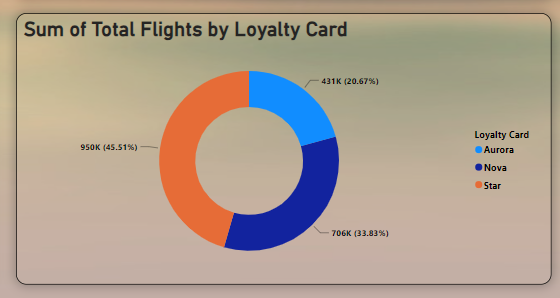 Sum of Total Flights by Loyalty Card
431K (20.67%)
950K (45.51%)
706K (33.83%)
Loyalty Card
Aurora
Nova
Star